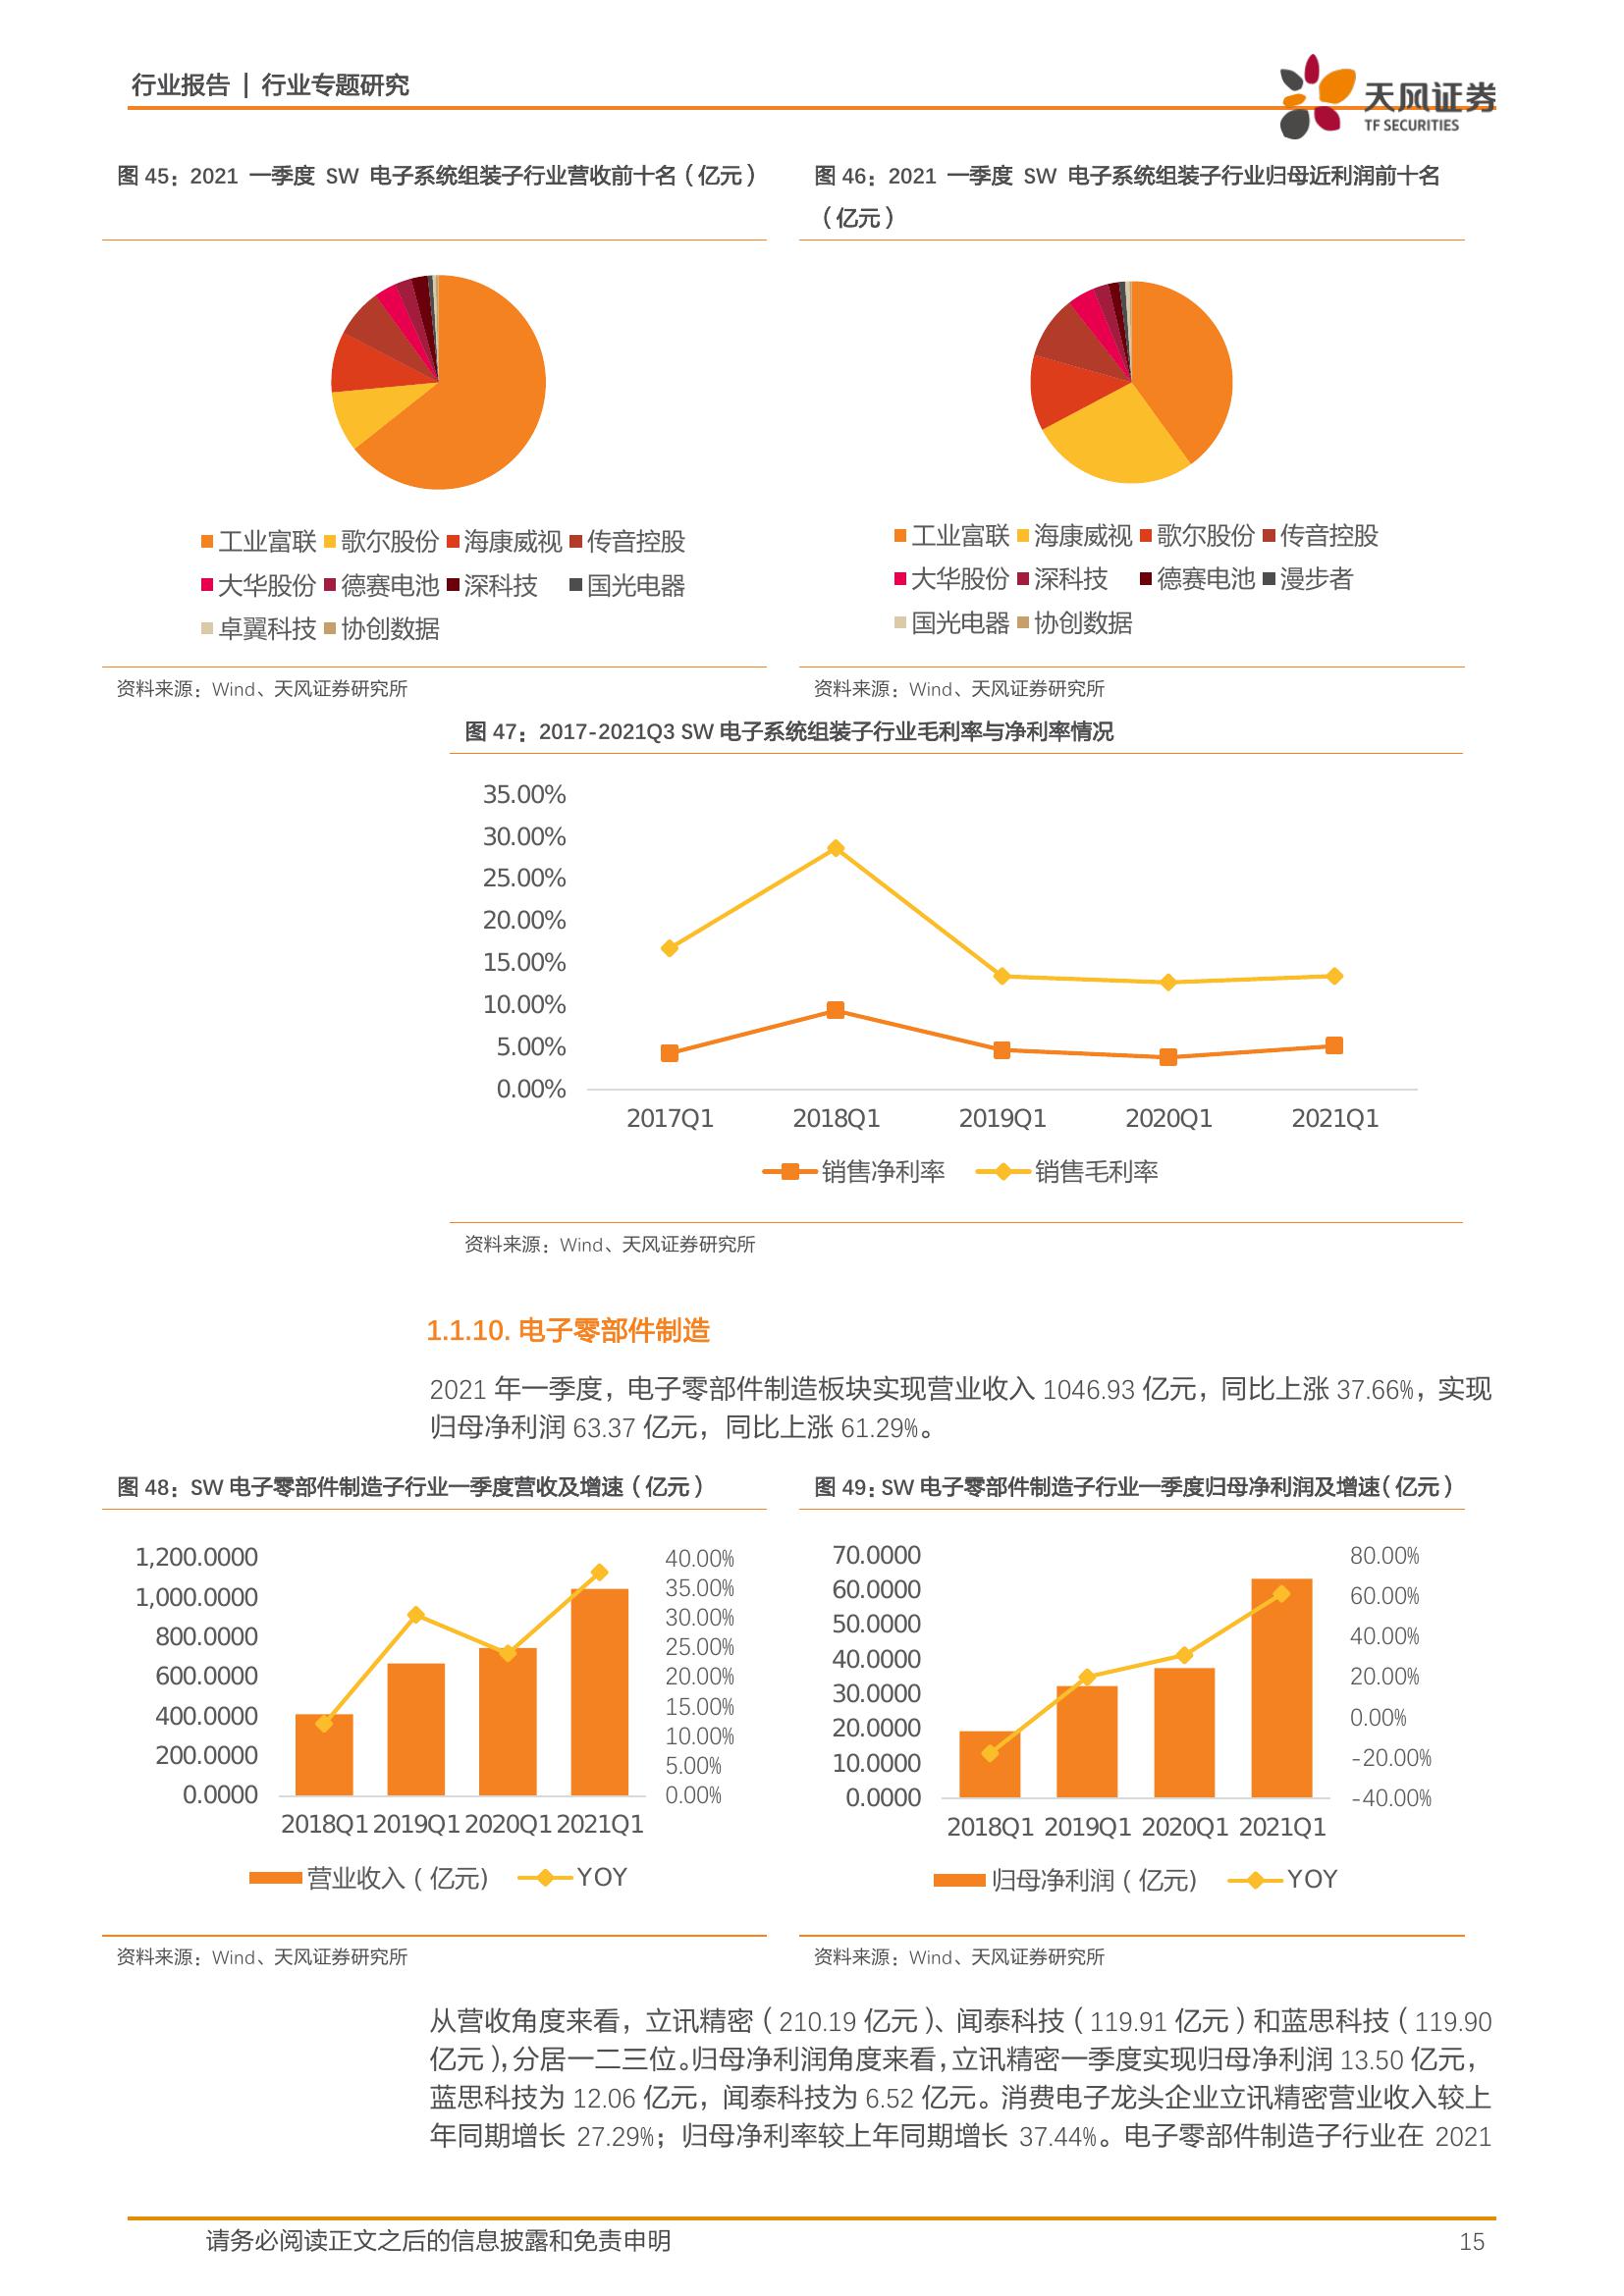 行业报告 | 行业专题研究
天风证券
TF SECURITIES
图 45：2021 一季度 SW 电子系统组装子行业营收前十名（亿元）
工业富联 歌尔股份 海康威视 传音控股
大华股份 德赛电池 深科技 国光电器
卓翼科技 协创数据
资料来源：Wind、天风证券研究所
图 46：2021 一季度 SW 电子系统组装子行业归母近利润前十名
（亿元）
工业富联 海康威视 歌尔股份 传音控股
大华股份 深科技 德赛电池 漫步者
国光电器 协创数据
资料来源：Wind、天风证券研究所
图 47：2017-2021Q3 SW 电子系统组装子行业毛利率与净利率情况
35.00%
30.00%
25.00%
20.00%
15.00%
10.00%
5.00%
0.00%
2017Q1 2018Q1 2019Q1 2020Q1 2021Q1
销售净利率 销售毛利率
资料来源：Wind、天风证券研究所
1.1.10. 电子零部件制造
2021 年一季度，电子零部件制造板块实现营业收入 1046.93 亿元，同比上涨 37.66%，实现
归母净利润 63.37 亿元，同比上涨 61.29%。
图 48：SW 电子零部件制造子行业一季度营收及增速（亿元）
1,200.0000
1,000.0000
800.0000
600.0000
400.0000
200.0000
0.0000
40.00%
35.00%
30.00%
25.00%
20.00%
15.00%
10.00%
5.00%
0.00%
2018Q1 2019Q1 2020Q1 2021Q1
营业收入（亿元) YOY
资料来源：Wind、天风证券研究所
图 49：SW 电子零部件制造子行业一季度归母净利润及增速（亿元）
70.0000
60.0000
50.0000
40.0000
30.0000
20.0000
10.0000
0.0000
80.00%
60.00%
40.00%
20.00%
0.00%
-20.00%
-40.00%
2018Q1 2019Q1 2020Q1 2021Q1
归母净利润（亿元) YOY
资料来源：Wind、天风证券研究所
从营收角度来看，立讯精密（210.19 亿元）、闻泰科技（119.91 亿元）和蓝思科技（119.90
亿元），分居一二三位。归母净利润角度来看，立讯精密一季度实现归母净利润 13.50 亿元，
蓝思科技为 12.06 亿元，闻泰科技为 6.52 亿元。消费电子龙头企业立讯精密营业收入较上
年同期增长 27.29%；归母净利率较上年同期增长 37.44%。电子零部件制造子行业在 2021
请务必阅读正文之后的信息披露和免责申明
15